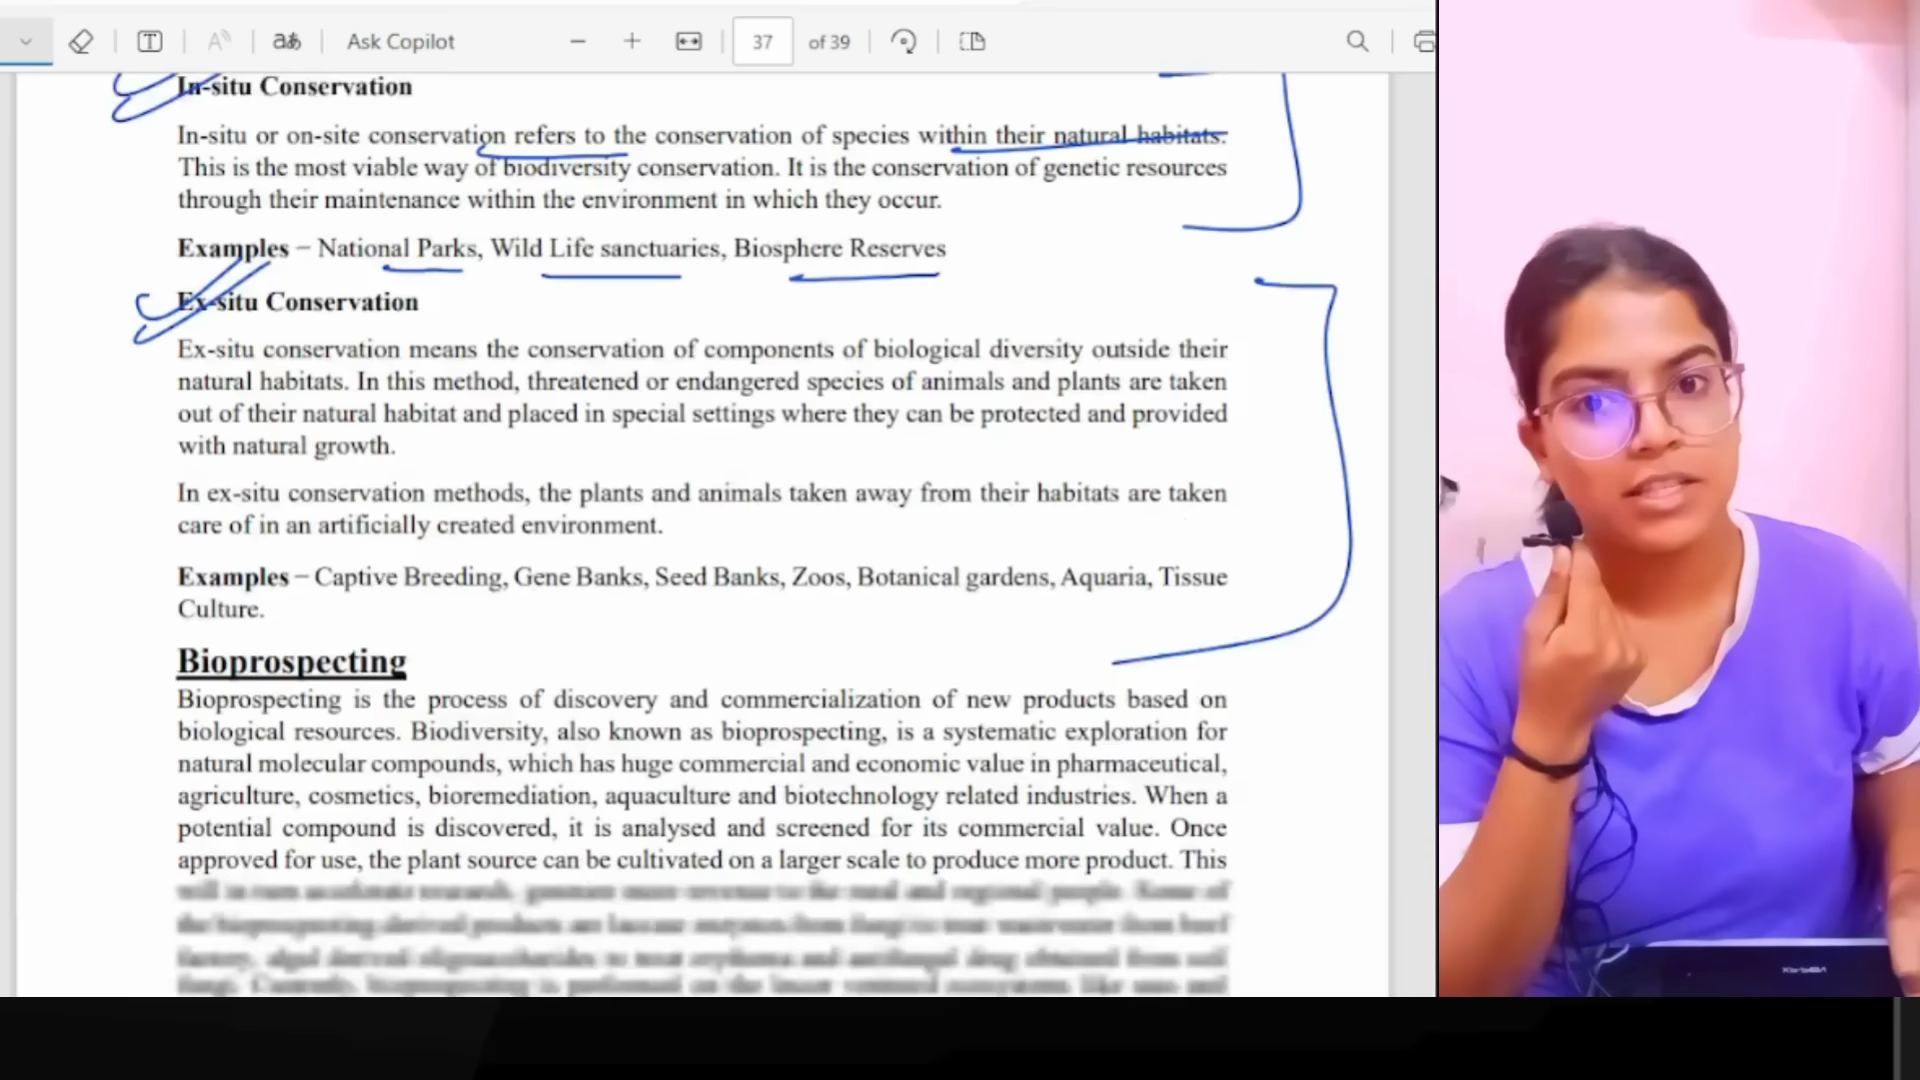 Ask Copilot
37 of 39
In-situ Conservation
In-situ or on-site conservation refers to the conservation of species within their natural habitats.
This is the most viable way of biodiversity conservation. It is the conservation of genetic resources
through their maintenance within the environment in which they occur.
Examples – National Parks, Wild Life sanctuaries, Biosphere Reserves
Ex-situ Conservation
Ex-situ conservation means the conservation of components of biological diversity outside their
natural habitats. In this method, threatened or endangered species of animals and plants are taken
out of their natural habitat and placed in special settings where they can be protected and provided
with natural growth.
In ex-situ conservation methods, the plants and animals taken away from their habitats are taken
care of in an artificially created environment.
Examples – Captive Breeding, Gene Banks, Seed Banks, Zoos, Botanical gardens, Aquaria, Tissue
Culture.
Bioprospecting
Bioprospecting is the process of discovery and commercialization of new products based on
biological resources. Biodiversity, also known as bioprospecting, is a systematic exploration for
natural molecular compounds, which has huge commercial and economic value in pharmaceutical,
agriculture, cosmetics, bioremediation, aquaculture and biotechnology related industries. When a
potential compound is discovered, it is analysed and screened for its commercial value. Once
approved for use, the plant source can be cultivated on a larger scale to produce more product. This